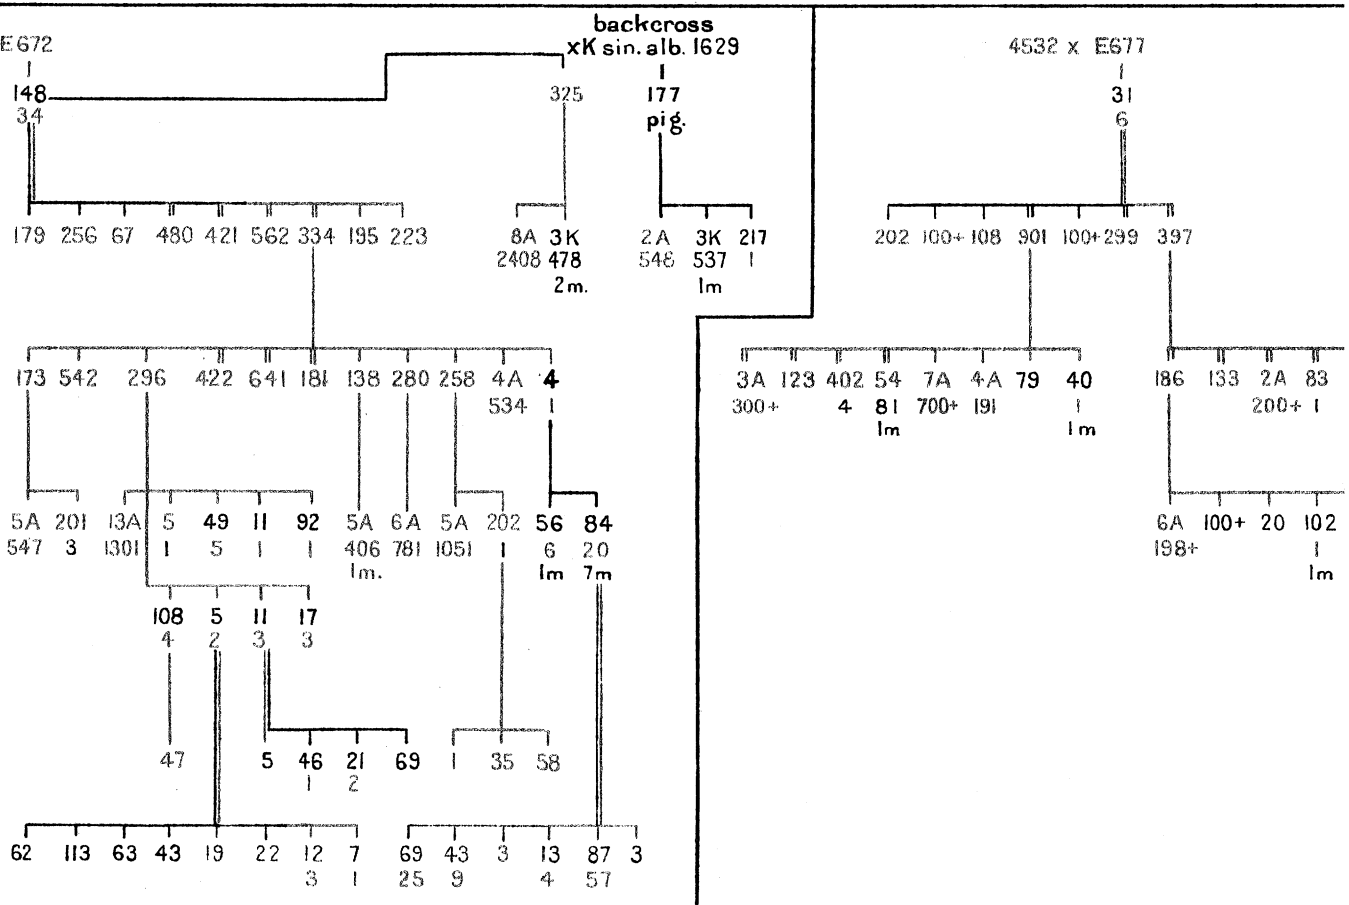 backcross
E672
xK sin. alb. 1629
4532 x E677
148
325
177
31
34
pig.
6
179 256 67 480 421 562 334 195 223
8A 3K
2A 3K 217
202 100+ 108 901 100+ 299 397
2408 478
546 537 1
2m.
1m
173 542 296 422 641 181 138 280 258 4A 4
3A 123 402 54 7A 4A 79 40
186 133 2A 83
534 1
300+ 4 81 700+ 191 1
200+ 1
1m 1m
5A 201 13A 5 49 11 92 5A 6A 5A 202 56 84
6A 100+ 20 102
547 3 1301 1 5 1 1 406 781 1051 1 6 20
198+ 1
1m. 1m 7m
1m
108 5 11 17
4 2 3 3
47 5 46 21 69 1 35 58
1 2
62 113 63 43 19 22 12 7 69 43 3 13 87 3
3 1 25 9 4 57